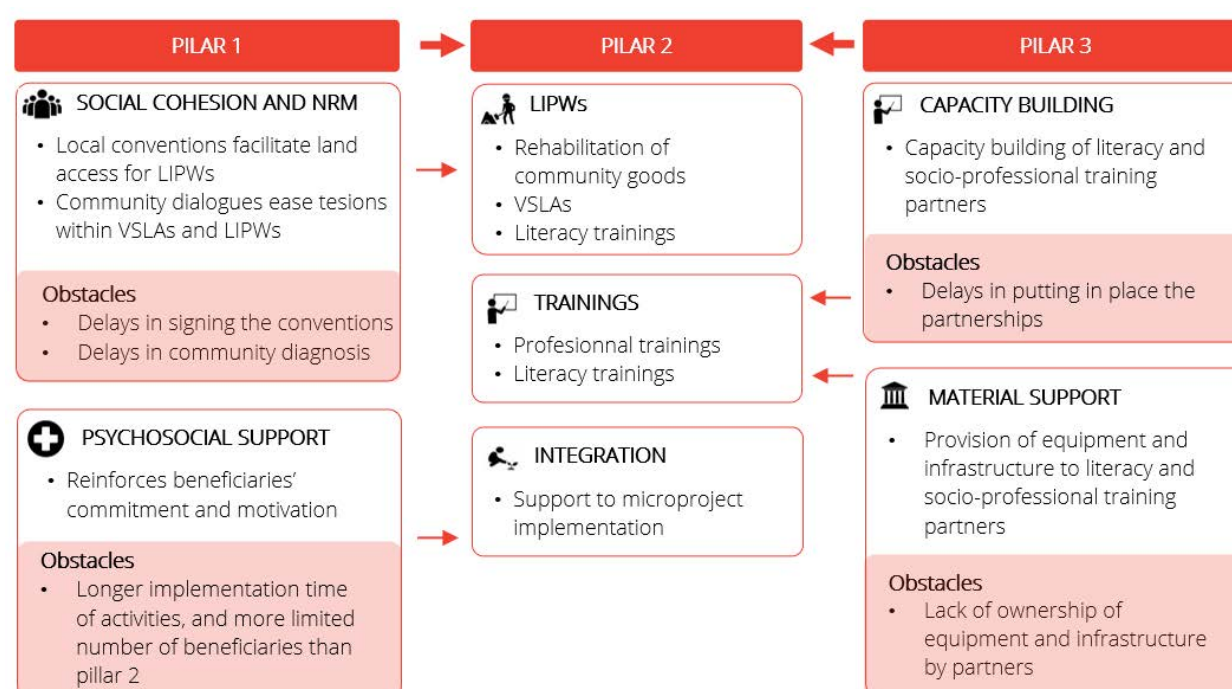 PILAR 1
SOCIAL COHESION AND NRM
• Local conventions facilitate land
access for LIPWs
• Community dialogues ease tesions
within VSLAs and LIPWs
Obstacles
• Delays in signing the conventions
• Delays in community diagnosis
PSYCHOSOCIAL SUPPORT
• Reinforces beneficiaries’
commitment and motivation
Obstacles
• Longer implementation time
of activities, and more limited
number of beneficiaries than
pillar 2
PILAR 2
LIPWs
• Rehabilitation of
community goods
• VSLAs
• Literacy trainings
TRAININGS
• Profesionnal trainings
• Literacy trainings
INTEGRATION
• Support to microproject
implementation
PILAR 3
CAPACITY BUILDING
• Capacity building of literacy and
socio-professional training
partners
Obstacles
• Delays in putting in place the
partnerships
MATERIAL SUPPORT
• Provision of equipment and
infrastructure to literacy and
socio-professional training
partners
Obstacles
• Lack of ownership of
equipment and infrastructure
by partners